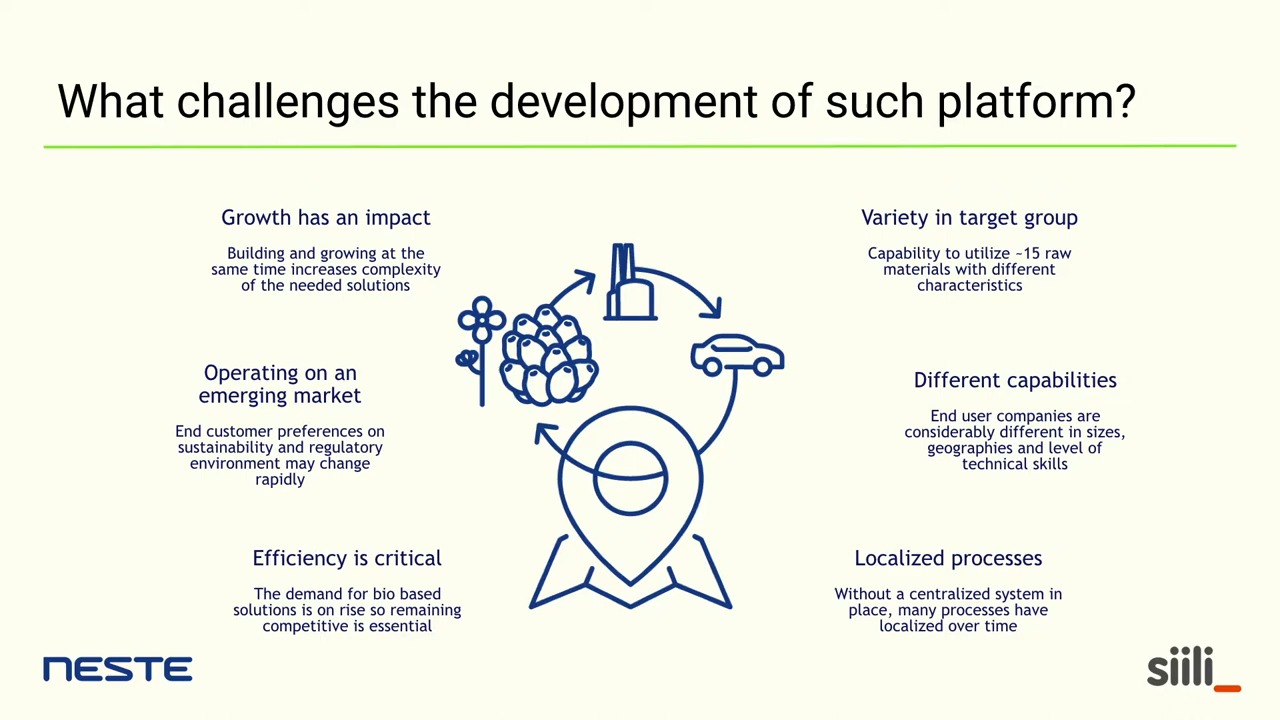 What challenges the development of such platform?
Growth has an impact
Building and growing at the
same time increases complexity
of the needed solutions
Operating on an
emerging market
End customer preferences on
sustainability and regulatory
environment may change
rapidly
Efficiency is critical
The demand for bio based
solutions is on rise so remaining
competitive is essential
Variety in target group
Capability to utilize ~15 raw
materials with different
characteristics
Different capabilities
End user companies are
considerably different in sizes,
geographies and level of
technical skills
Localized processes
Without a centralized system in
place, many processes have
localized over time
NESTE
siili_